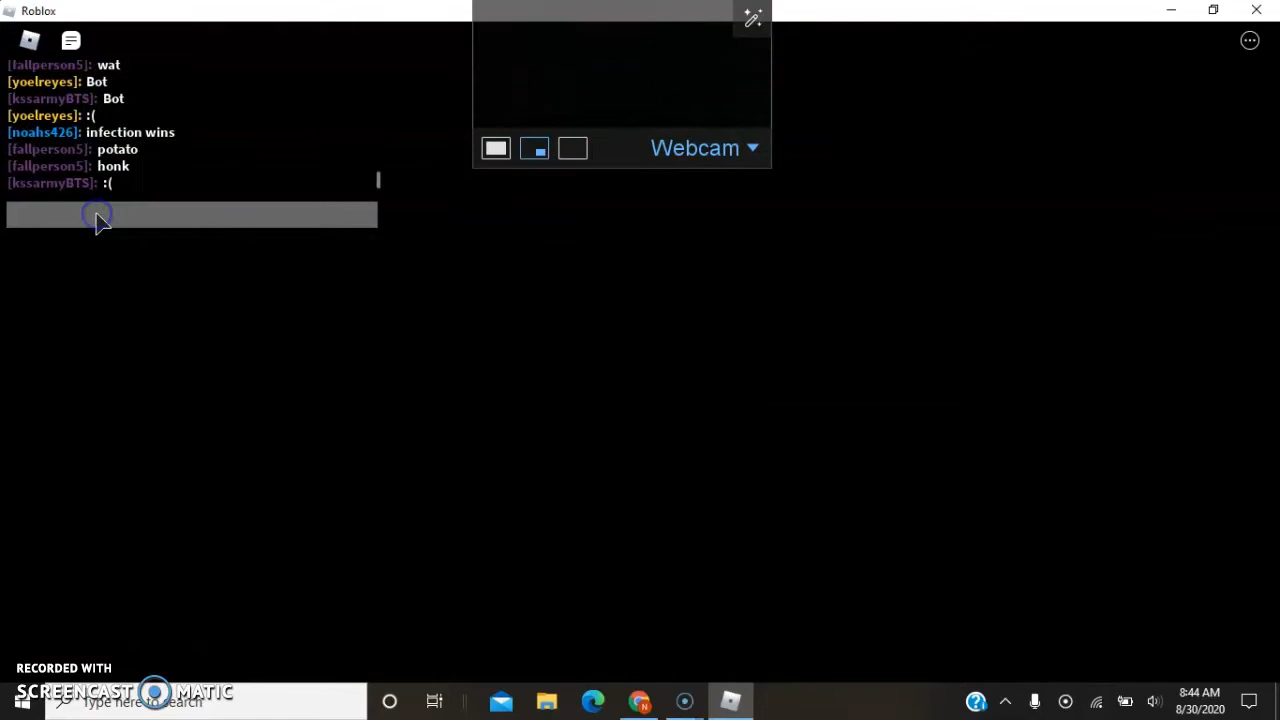 Roblox
[fallperson5]: wat
[yoelreyes]: Bot
[kssarmyBTS]: Bot
[yoelreyes]: :(
[noahs426]: infection wins
[fallperson5]: potato
[fallperson5]: honk
[kssarmyBTS]: :(
Webcam
RECORDED WITH
SCREENCAST MATIC
Type here to search
8:44 AM
8/30/2020